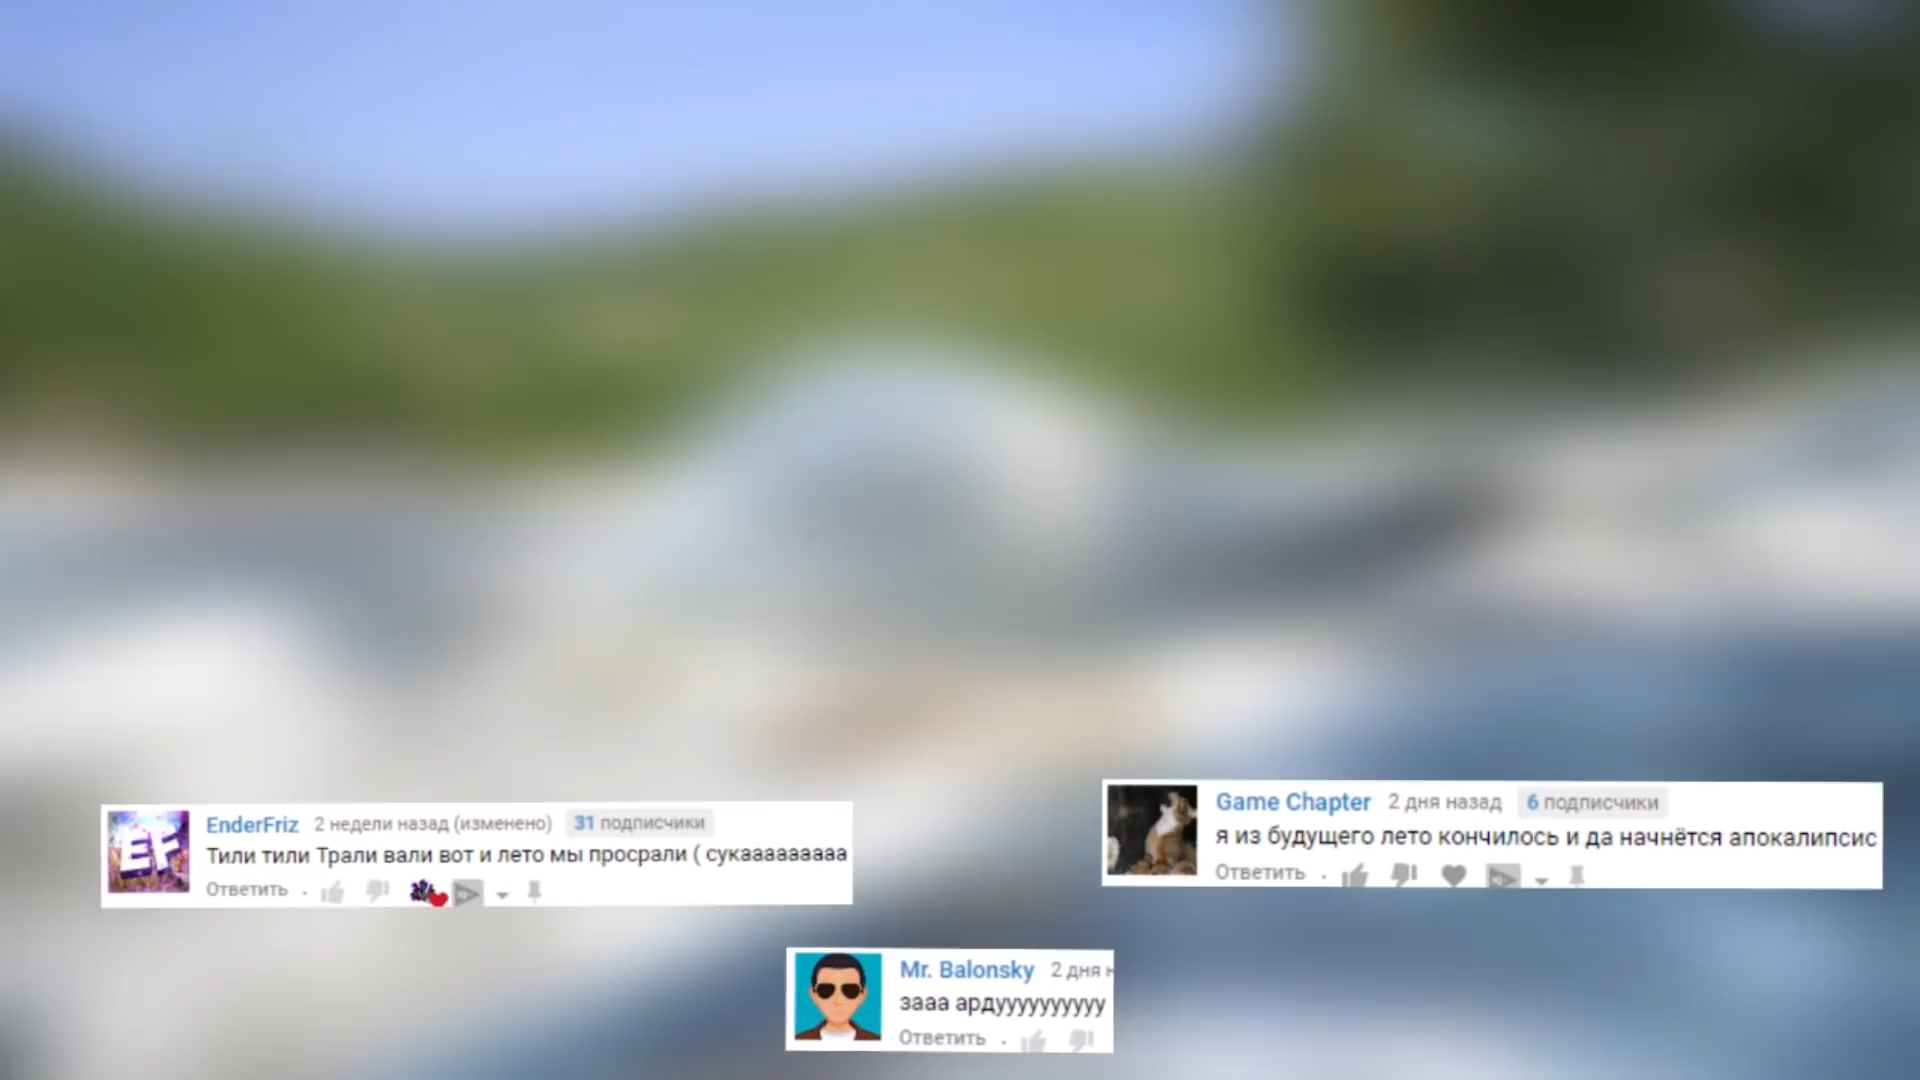 EF
EnderFriz 2 недели назад (изменено) 31 подписчики
Тили тили Трали вали вот и лето мы просрали ( сукааааааааа
Ответить
Game Chapter 2 дня назад 6 подписчики
я из будущего лето кончилось и да начнётся апокалипсис
Ответить
Mr. Balonsky 2 дня
зааа ардуууууууууу
Ответить